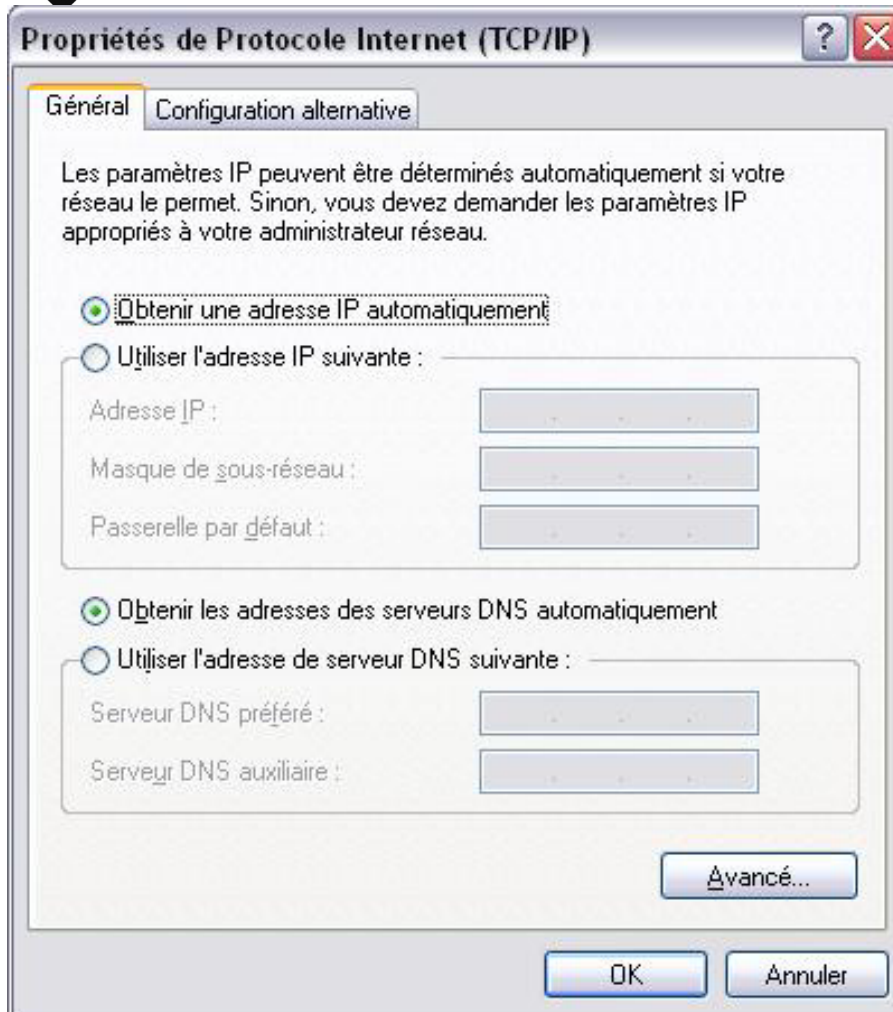 Propriétés de Protocole Internet (TCP/IP)
Général
Configuration alternative
Les paramètres IP peuvent être déterminés automatiquement si votre
réseau le permet. Sinon, vous devez demander les paramètres IP
appropriés à votre administrateur réseau.
Obtenir une adresse IP automatiquement
Utiliser l'adresse IP suivante :
Adresse IP :
Masque de sous-réseau :
Passerelle par défaut :
Obtenir les adresses des serveurs DNS automatiquement
Utiliser l'adresse de serveur DNS suivante :
Serveur DNS préféré :
Serveur DNS auxiliaire :
Avancé...
OK
Annuler